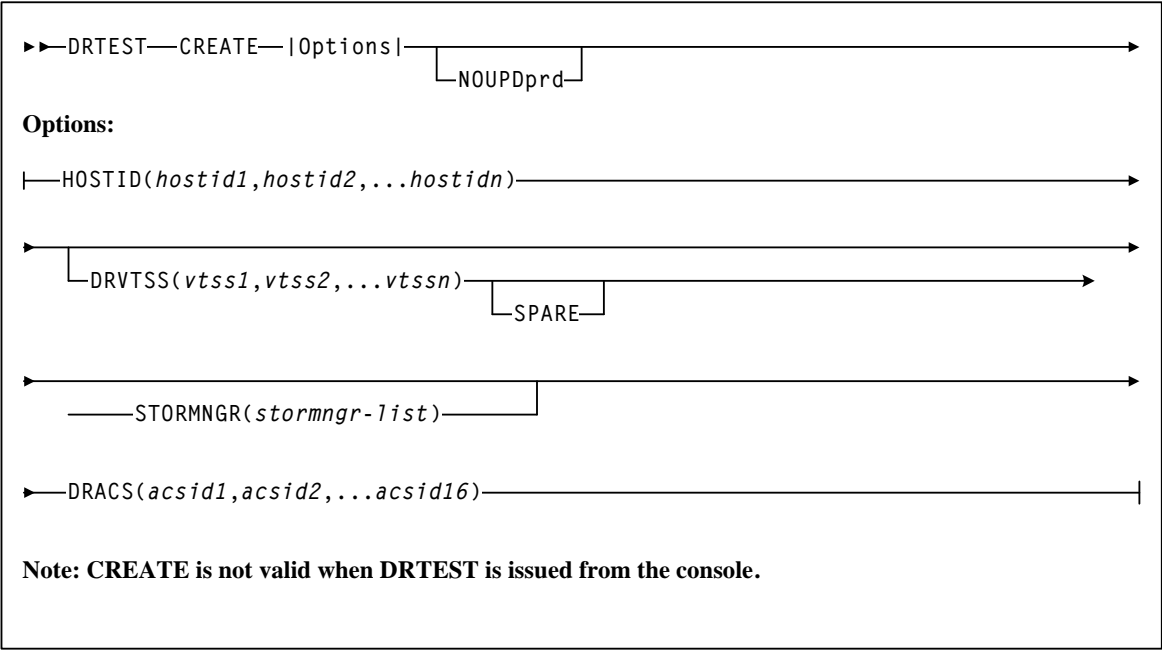 DRTEST CREATE |Options|
NOUPDprd
Options:
HOSTID(hostid1,hostid2,...hostidn)
DRVTSS(vtss1,vtss2,...vtssn)
SPARE
STORMNGR(stormngr-list)
DRACS(acsid1,acsid2,...acsid16)
Note: CREATE is not valid when DRTEST is issued from the console.